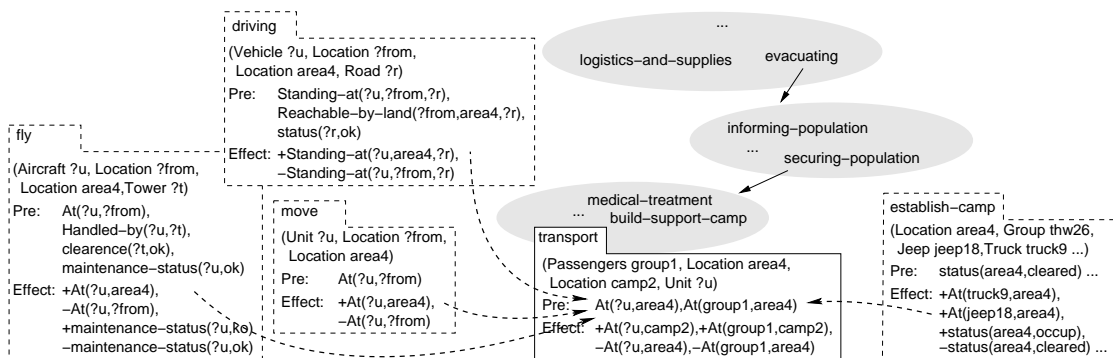 driving
(Vehicle ?u, Location ?from,
Location area4, Road ?r)
Pre: Standing−at(?u,?from,?r),
Reachable−by−land(?from,area4,?r),
status(?r,ok)
Effect: +Standing−at(?u,area4,?r),
−Standing−at(?u,?from,?r)
...
logistics−and−supplies
evacuating
informing−population
...
securing−population
medical−treatment
...
build−support−camp
fly
(Aircraft ?u, Location ?from,
Location area4,Tower ?t)
Pre: At(?u,?from),
Handled−by(?u,?t),
clearence(?t,ok),
maintenance−status(?u,ok)
Effect: +At(?u,area4),
−At(?u,?from),
+maintenance−status(?u,ko)
−maintenance−status(?u,ok)
move
(Unit ?u, Location ?from,
Location area4)
Pre: At(?u,?from)
Effect: +At(?u,area4),
−At(?u,?from)
transport
(Passengers group1, Location area4,
Location camp2, Unit ?u)
Pre: At(?u,area4),At(group1,area4)
Effect: +At(?u,camp2),+At(group1,camp2),
−At(?u,area4),−At(group1,area4)
establish−camp
(Location area4, Group thw26,
Jeep jeep18,Truck truck9 ...)
Pre: status(area4,cleared) ...
Effect: +At(truck9,area4),
+At(jeep18,area4),
+status(area4,occup)
−status(area4,cleared) ...